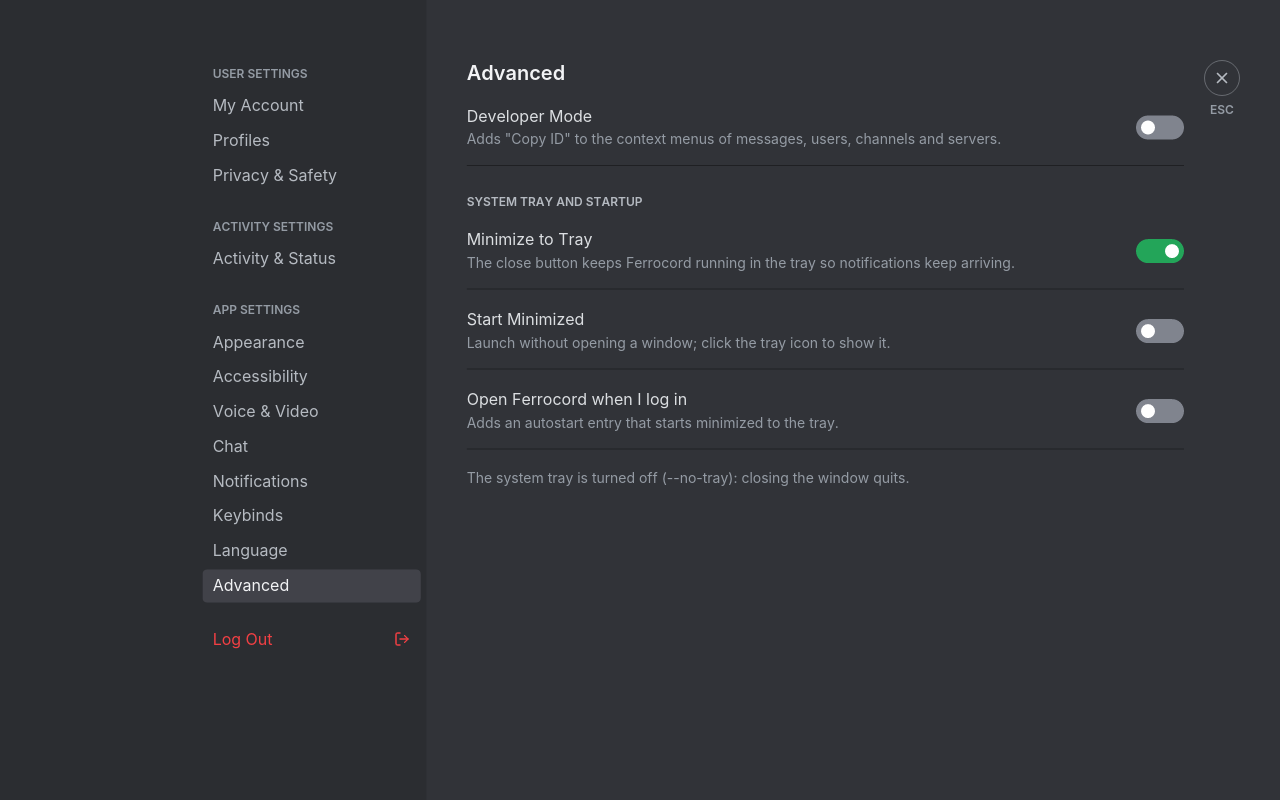 USER SETTINGS
My Account
Profiles
Privacy & Safety
ACTIVITY SETTINGS
Activity & Status
APP SETTINGS
Appearance
Accessibility
Voice & Video
Chat
Notifications
Keybinds
Language
Advanced
Log Out
Advanced
Developer Mode
Adds "Copy ID" to the context menus of messages, users, channels and servers.
SYSTEM TRAY AND STARTUP
Minimize to Tray
The close button keeps Ferrocord running in the tray so notifications keep arriving.
Start Minimized
Launch without opening a window; click the tray icon to show it.
Open Ferrocord when I log in
Adds an autostart entry that starts minimized to the tray.
The system tray is turned off (--no-tray): closing the window quits.
ESC